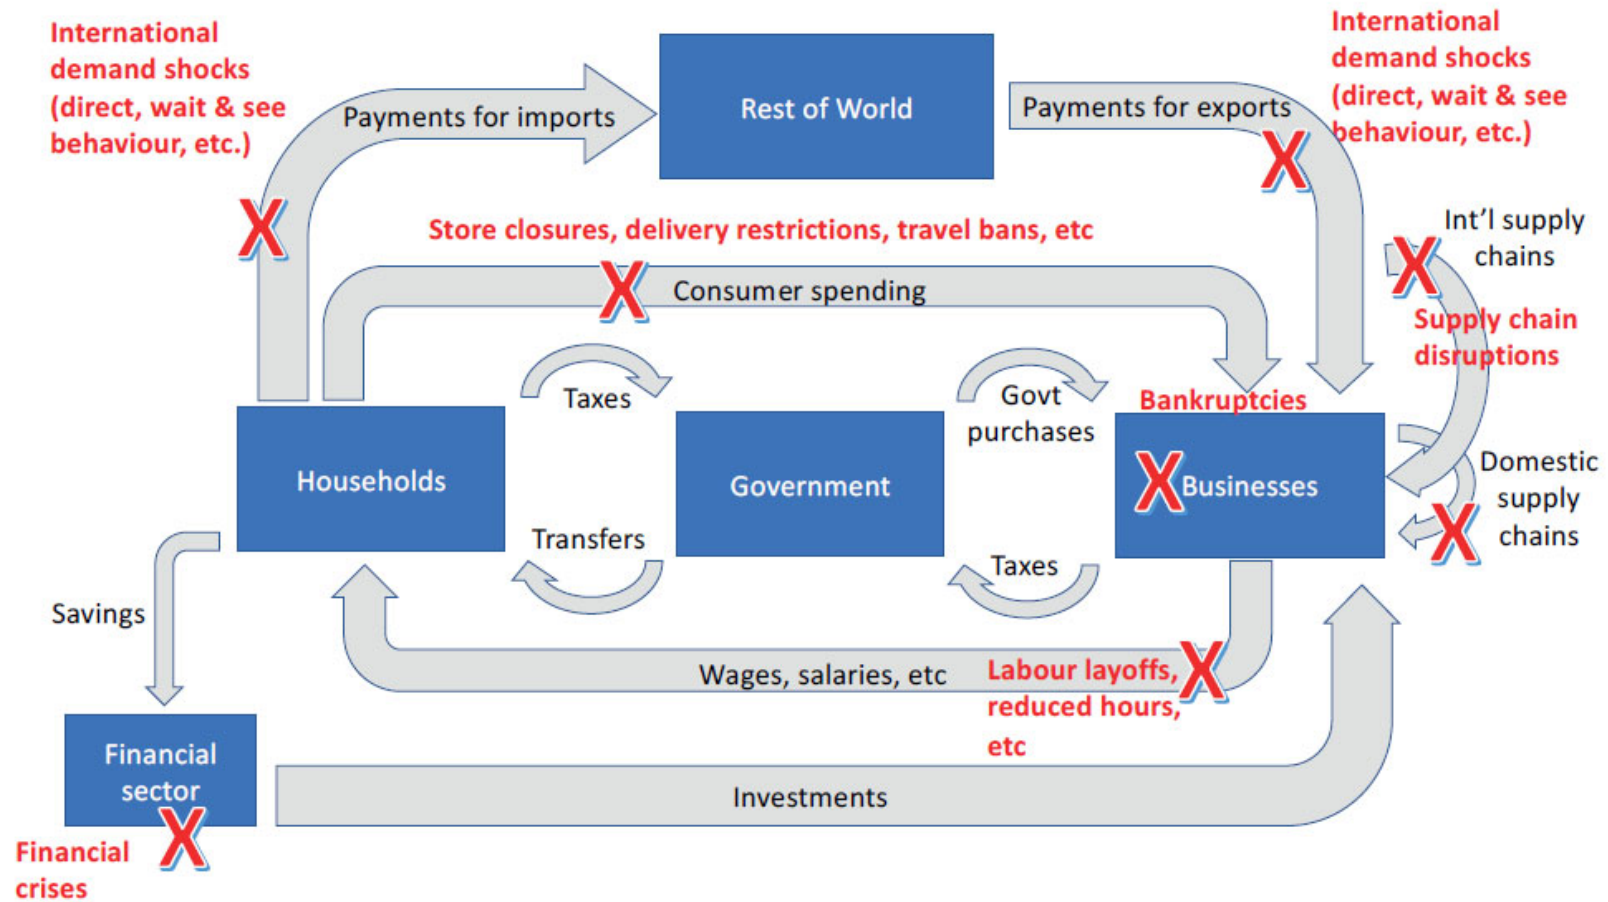 International
demand shocks
(direct, wait & see
behaviour, etc.)
Payments for imports
Rest of World
Payments for exports
International
demand shocks
(direct, wait & see
behaviour, etc.)
Store closures, delivery restrictions, travel bans, etc
Consumer spending
Int'l supply
chains
Supply chain
disruptions
Taxes
Govt
purchases
Bankruptcies
Households
Government
Businesses
Domestic
supply
chains
Transfers
Taxes
Savings
Wages, salaries, etc
Labour layoffs,
reduced hours,
etc
Financial
sector
Investments
Financial
crises